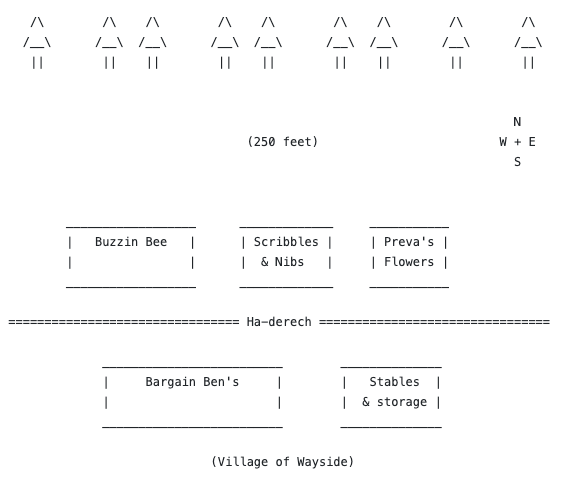 N
(250 feet)
W + E
S
Buzzin Bee
Scribbles
& Nibs
Preva's
Flowers
Ha-derech
Bargain Ben's
Stables
& storage
(Village of Wayside)